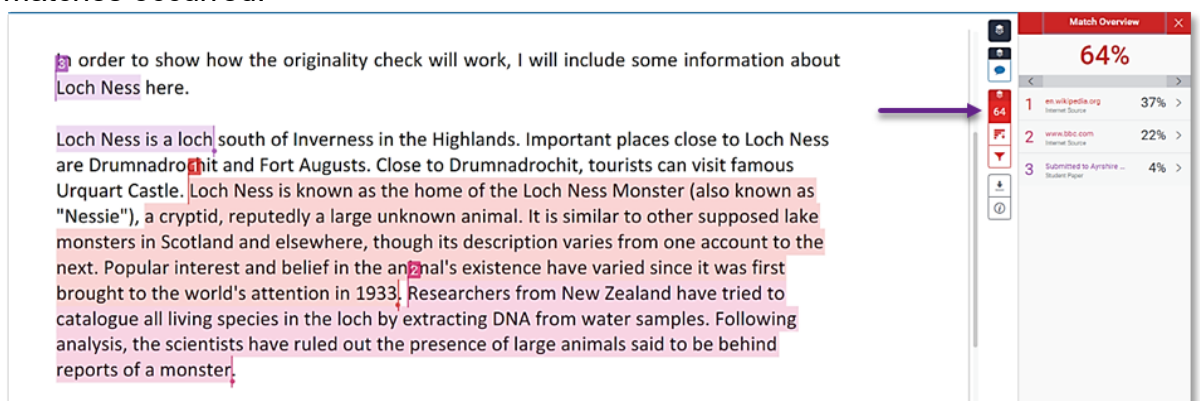 In order to show how the originality check will work, I will include some information about
Loch Ness here.
Loch Ness is a loch south of Inverness in the Highlands. Important places close to Loch Ness
are Drumnadrochit and Fort Augusts. Close to Drumnadrochit, tourists can visit famous
Urquart Castle. Loch Ness is known as the home of the Loch Ness Monster (also known as
"Nessie"), a cryptid, reputedly a large unknown animal. It is similar to other supposed lake
monsters in Scotland and elsewhere, though its description varies from one account to the
next. Popular interest and belief in the animal's existence have varied since it was first
brought to the world's attention in 1933. Researchers from New Zealand have tried to
catalogue all living species in the loch by extracting DNA from water samples. Following
analysis, the scientists have ruled out the presence of large animals said to be behind
reports of a monster.
3
1
2
64
Match Overview
64%
1 en.wikipedia.org 37%
Internet Source
2 www.bbc.com 22%
Internet Source
3 Submitted to Ayrshire ... 4%
Student Paper